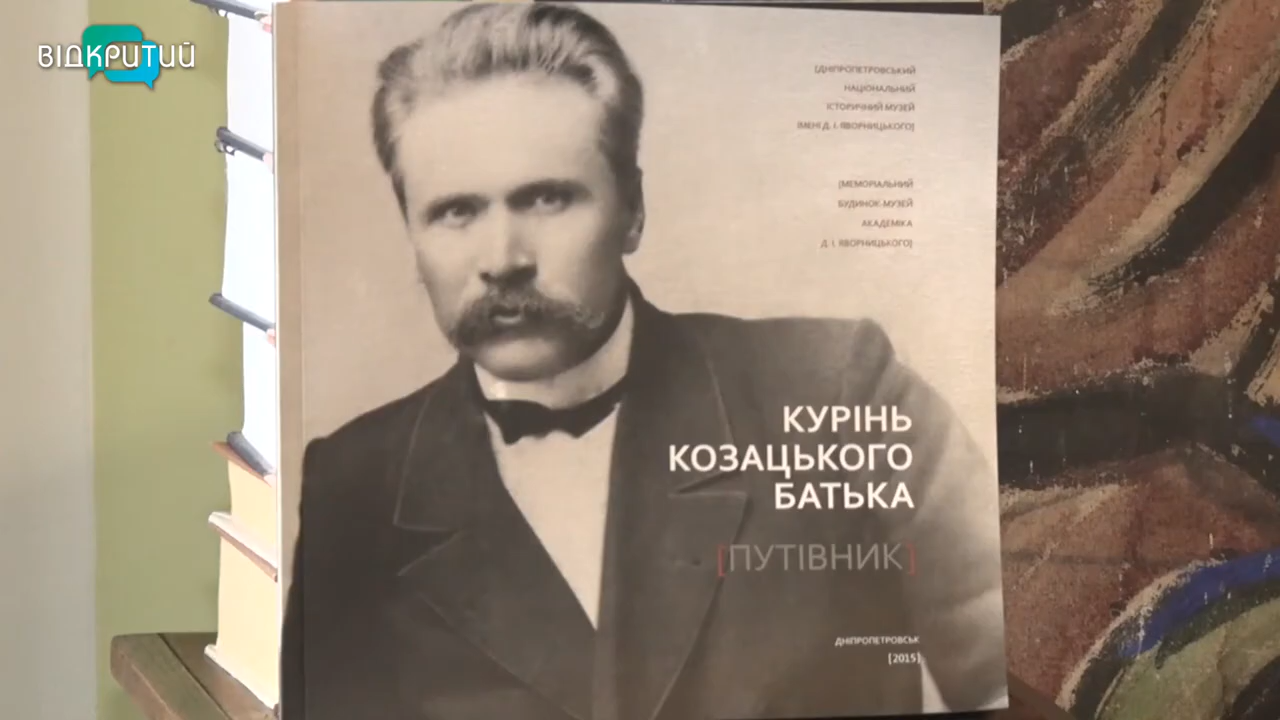 ВІДКРИТИЙ
[ДНІПРОПЕТРОВСЬКИЙ
НАЦІОНАЛЬНИЙ
ІСТОРИЧНИЙ МУЗЕЙ
ІМЕНІ Д. І. ЯВОРНИЦЬКОГО]
[МЕМОРІАЛЬНИЙ
БУДИНОК-МУЗЕЙ
АКАДЕМІКА
Д. І. ЯВОРНИЦЬКОГО]
КУРІНЬ
КОЗАЦЬКОГО
БАТЬКА
[ПУТІВНИК]
ДНІПРОПЕТРОВСЬК
[2015]